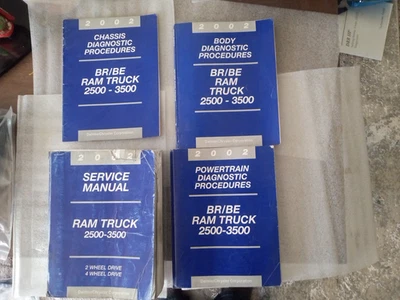 2002
CHASSIS
DIAGNOSTIC
PROCEDURES
BR/BE
RAM TRUCK
2500 - 3500
2002
BODY
DIAGNOSTIC
PROCEDURES
BR/BE
RAM
TRUCK
2500 - 3500
2002
SERVICE
MANUAL
RAM TRUCK
2500-3500
2 WHEEL DRIVE
4 WHEEL DRIVE
2002
POWERTRAIN
DIAGNOSTIC
PROCEDURES
BR/BE
RAM TRUCK
2500-3500